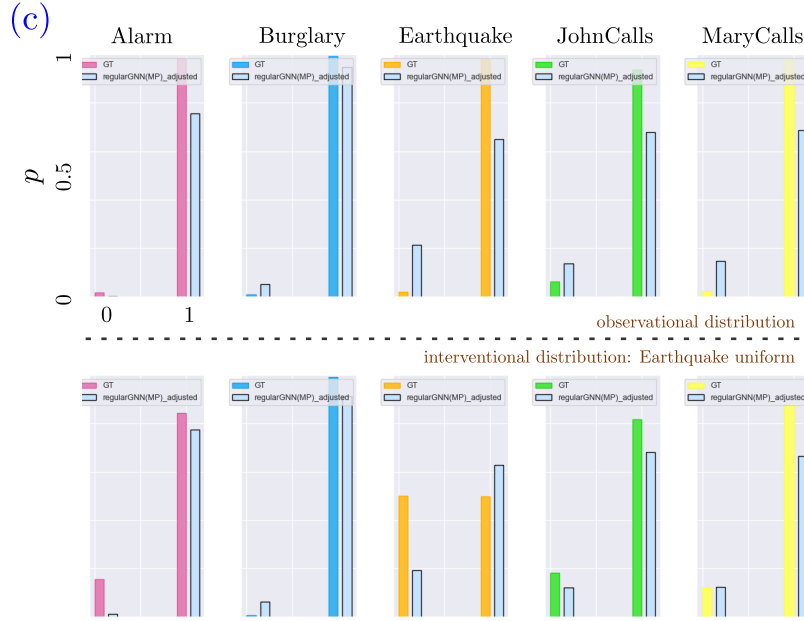 (c)
Alarm
Burglary
Earthquake
JohnCalls
MaryCalls
GT
regularGNN(MP)_adjusted
GT
regularGNN(MP)_adjusted
GT
regularGNN(MP)_adjusted
GT
regularGNN(MP)_adjusted
GT
regularGNN(MP)_adjusted
1
p
0.5
0
0 1
observational distribution
interventional distribution: Earthquake uniform
GT
regularGNN(MP)_adjusted
GT
regularGNN(MP)_adjusted
GT
regularGNN(MP)_adjusted
GT
regularGNN(MP)_adjusted
GT
regularGNN(MP)_adjusted